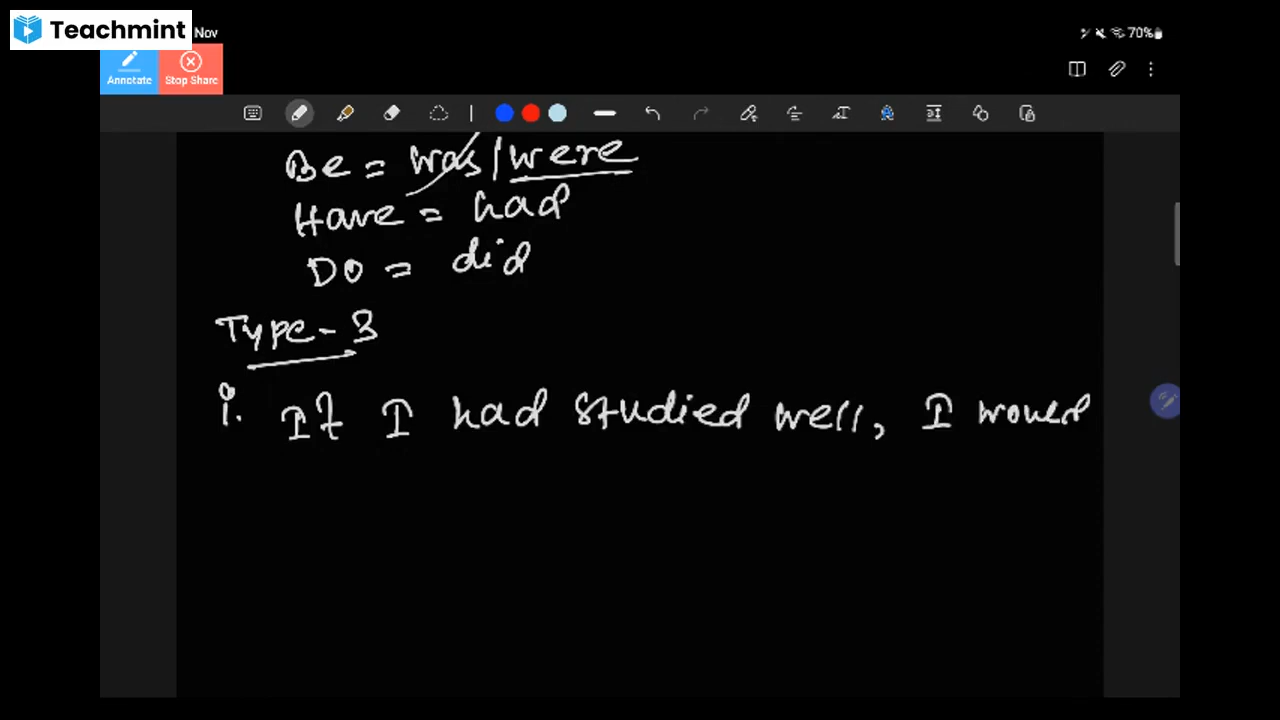 Teachmint
Nov
70%
Annotate
Stop Share
Be = was/were
Have = had
Do = did
Type-3
i. If I had studied well, I would